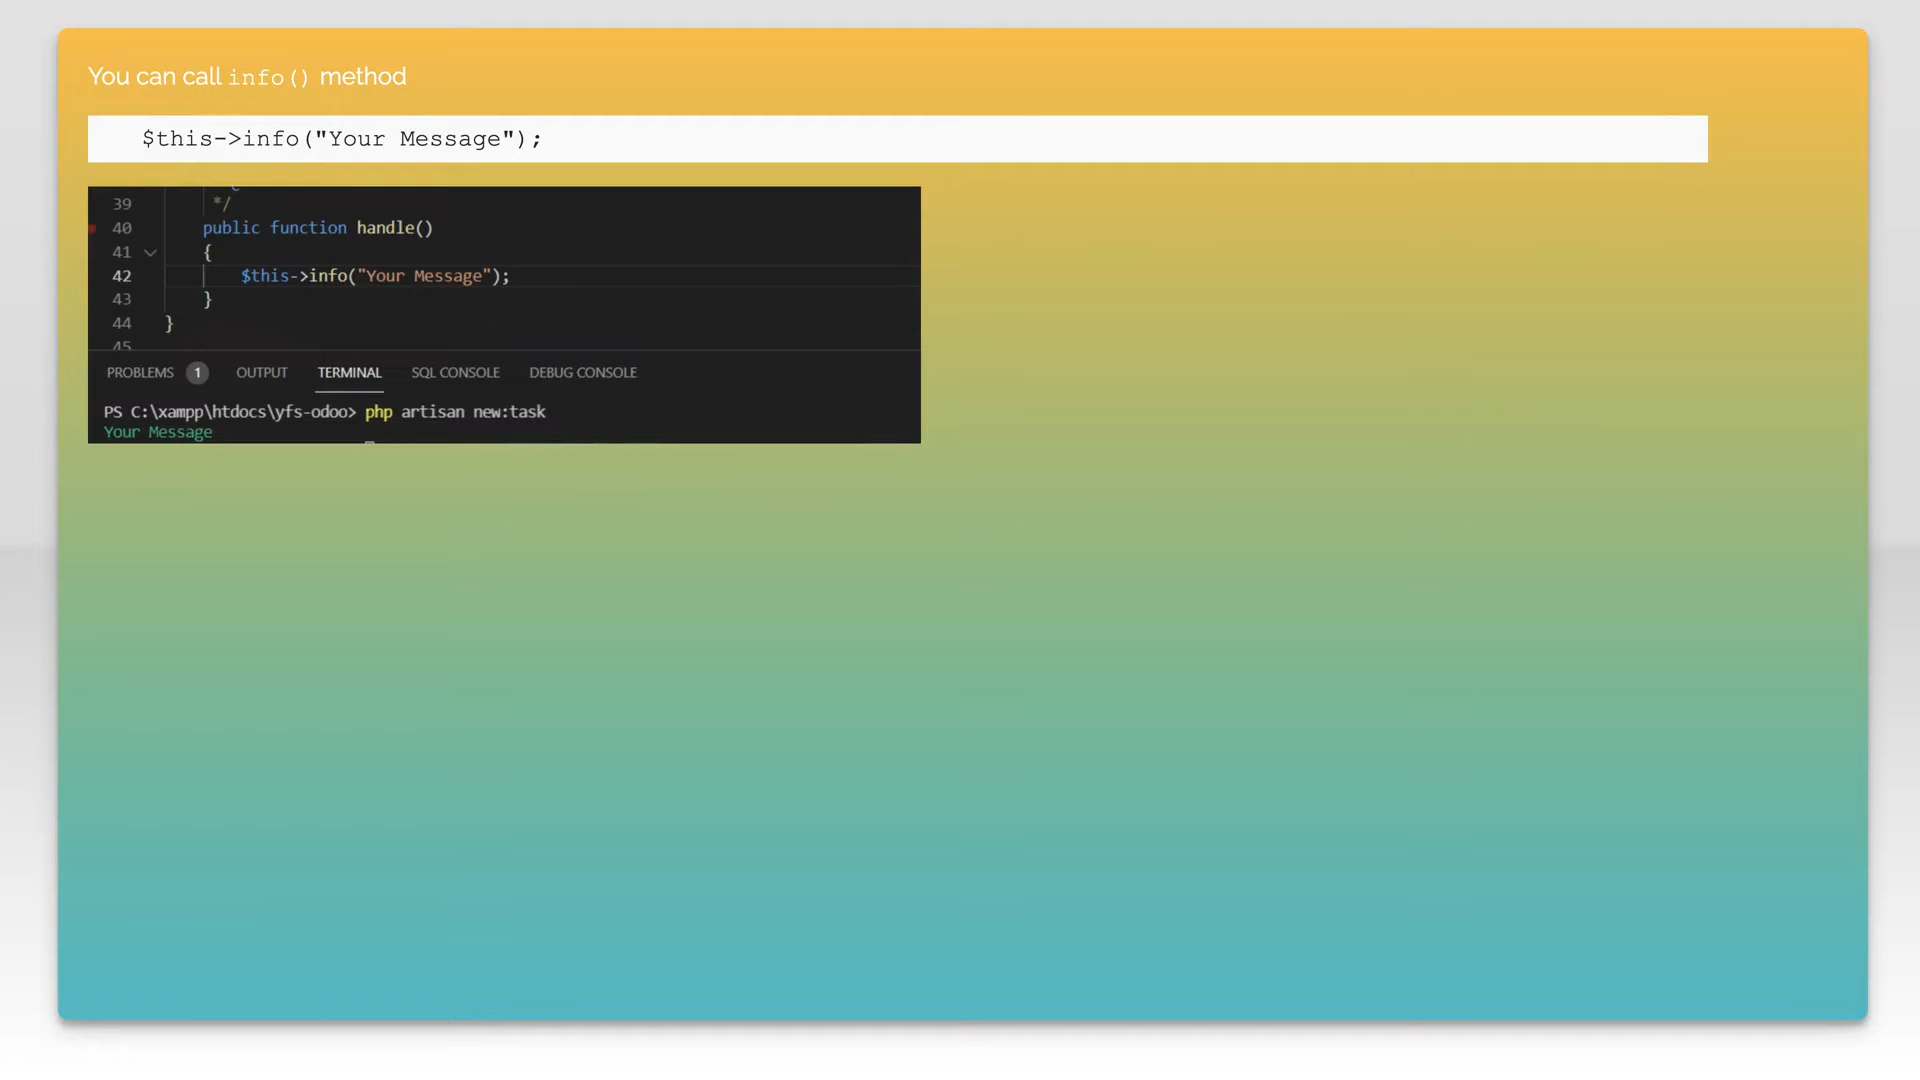 You can call info() method
$this->info("Your Message");
39 */
40 public function handle()
41 {
42 $this->info("Your Message");
43 }
44 }
45
PROBLEMS 1 OUTPUT TERMINAL SQL CONSOLE DEBUG CONSOLE
PS C:\xampp\htdocs\yfs-odoo> php artisan new:task
Your Message